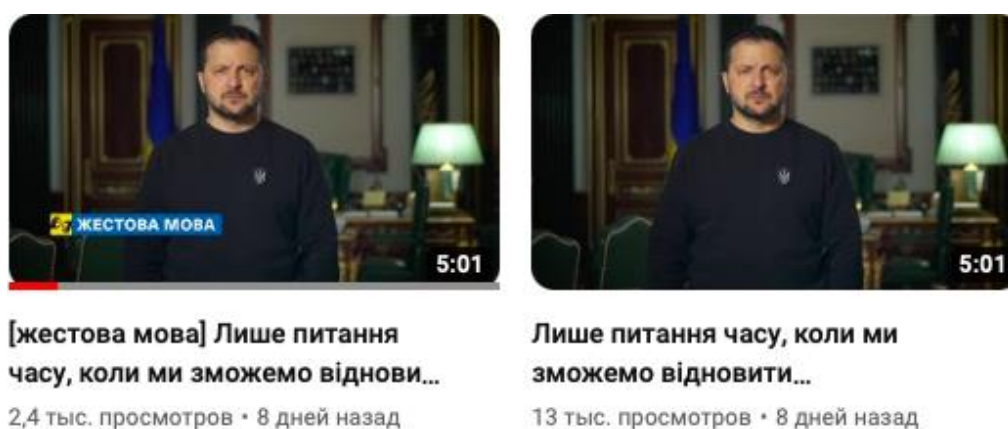 ЖЕСТОВА МОВА
5:01
5:01
[жестова мова] Лише питання
часу, коли ми зможемо віднови...
2,4 тыс. просмотров • 8 дней назад
Лише питання часу, коли ми
зможемо відновити...
13 тыс. просмотров • 8 дней назад